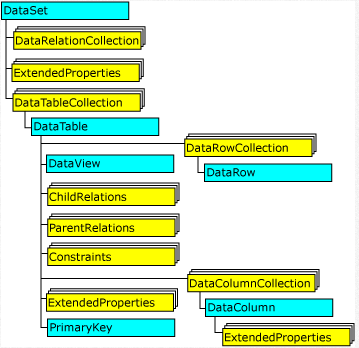 DataSet
DataRelationCollection
ExtendedProperties
DataTableCollection
DataTable
DataRowCollection
DataView
DataRow
ChildRelations
ParentRelations
Constraints
DataColumnCollection
ExtendedProperties
DataColumn
PrimaryKey
ExtendedProperties